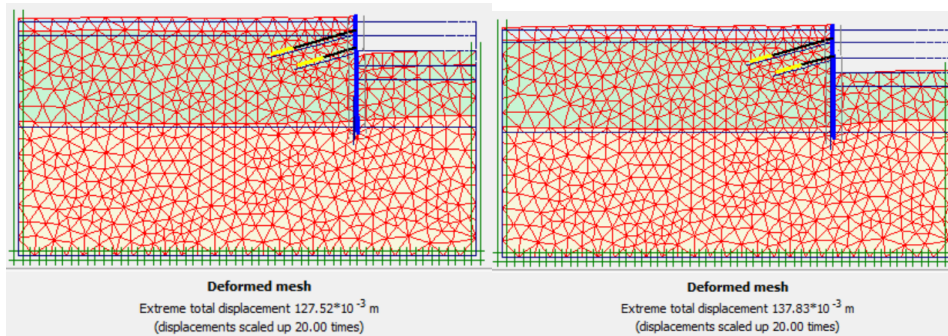 Deformed mesh
Extreme total displacement 127.52*10 -3 m
(displacements scaled up 20.00 times)
Deformed mesh
Extreme total displacement 137.83*10 -3 m
(displacements scaled up 20.00 times)